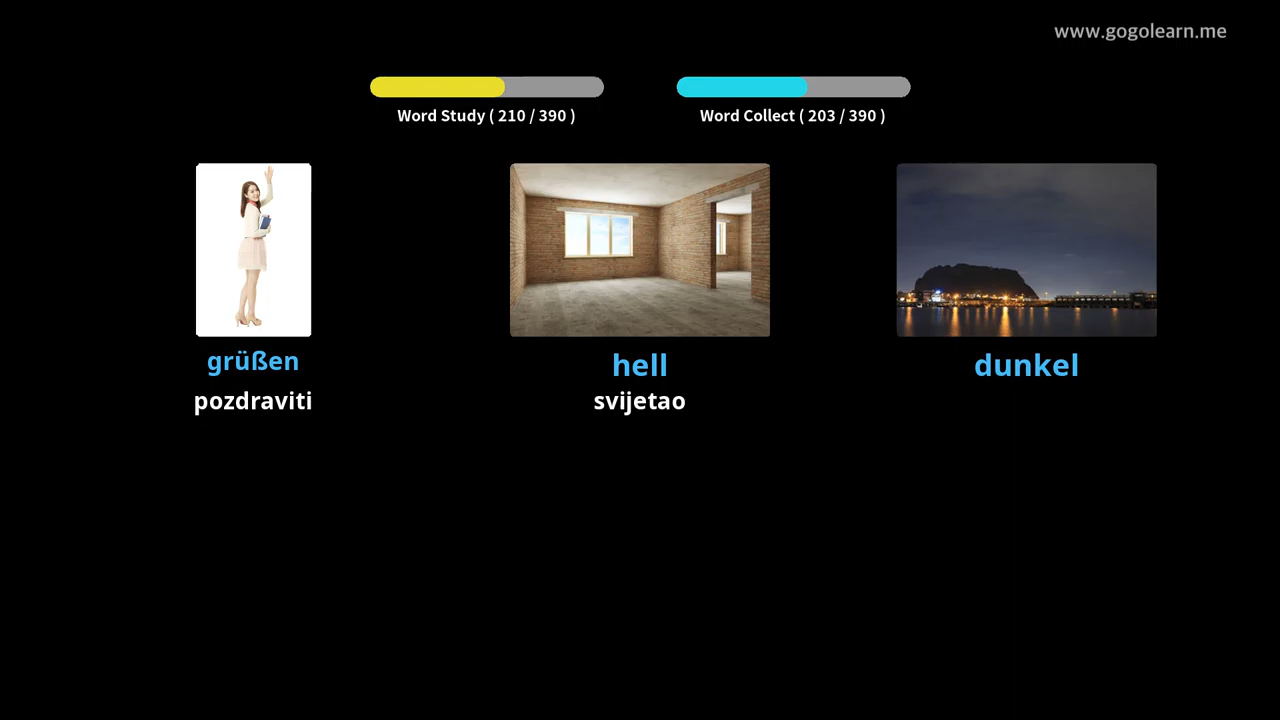 www.gogolearn.me
Word Study ( 210 / 390 )
Word Collect ( 203 / 390 )
grüßen
hell
dunkel
pozdraviti
svijetao